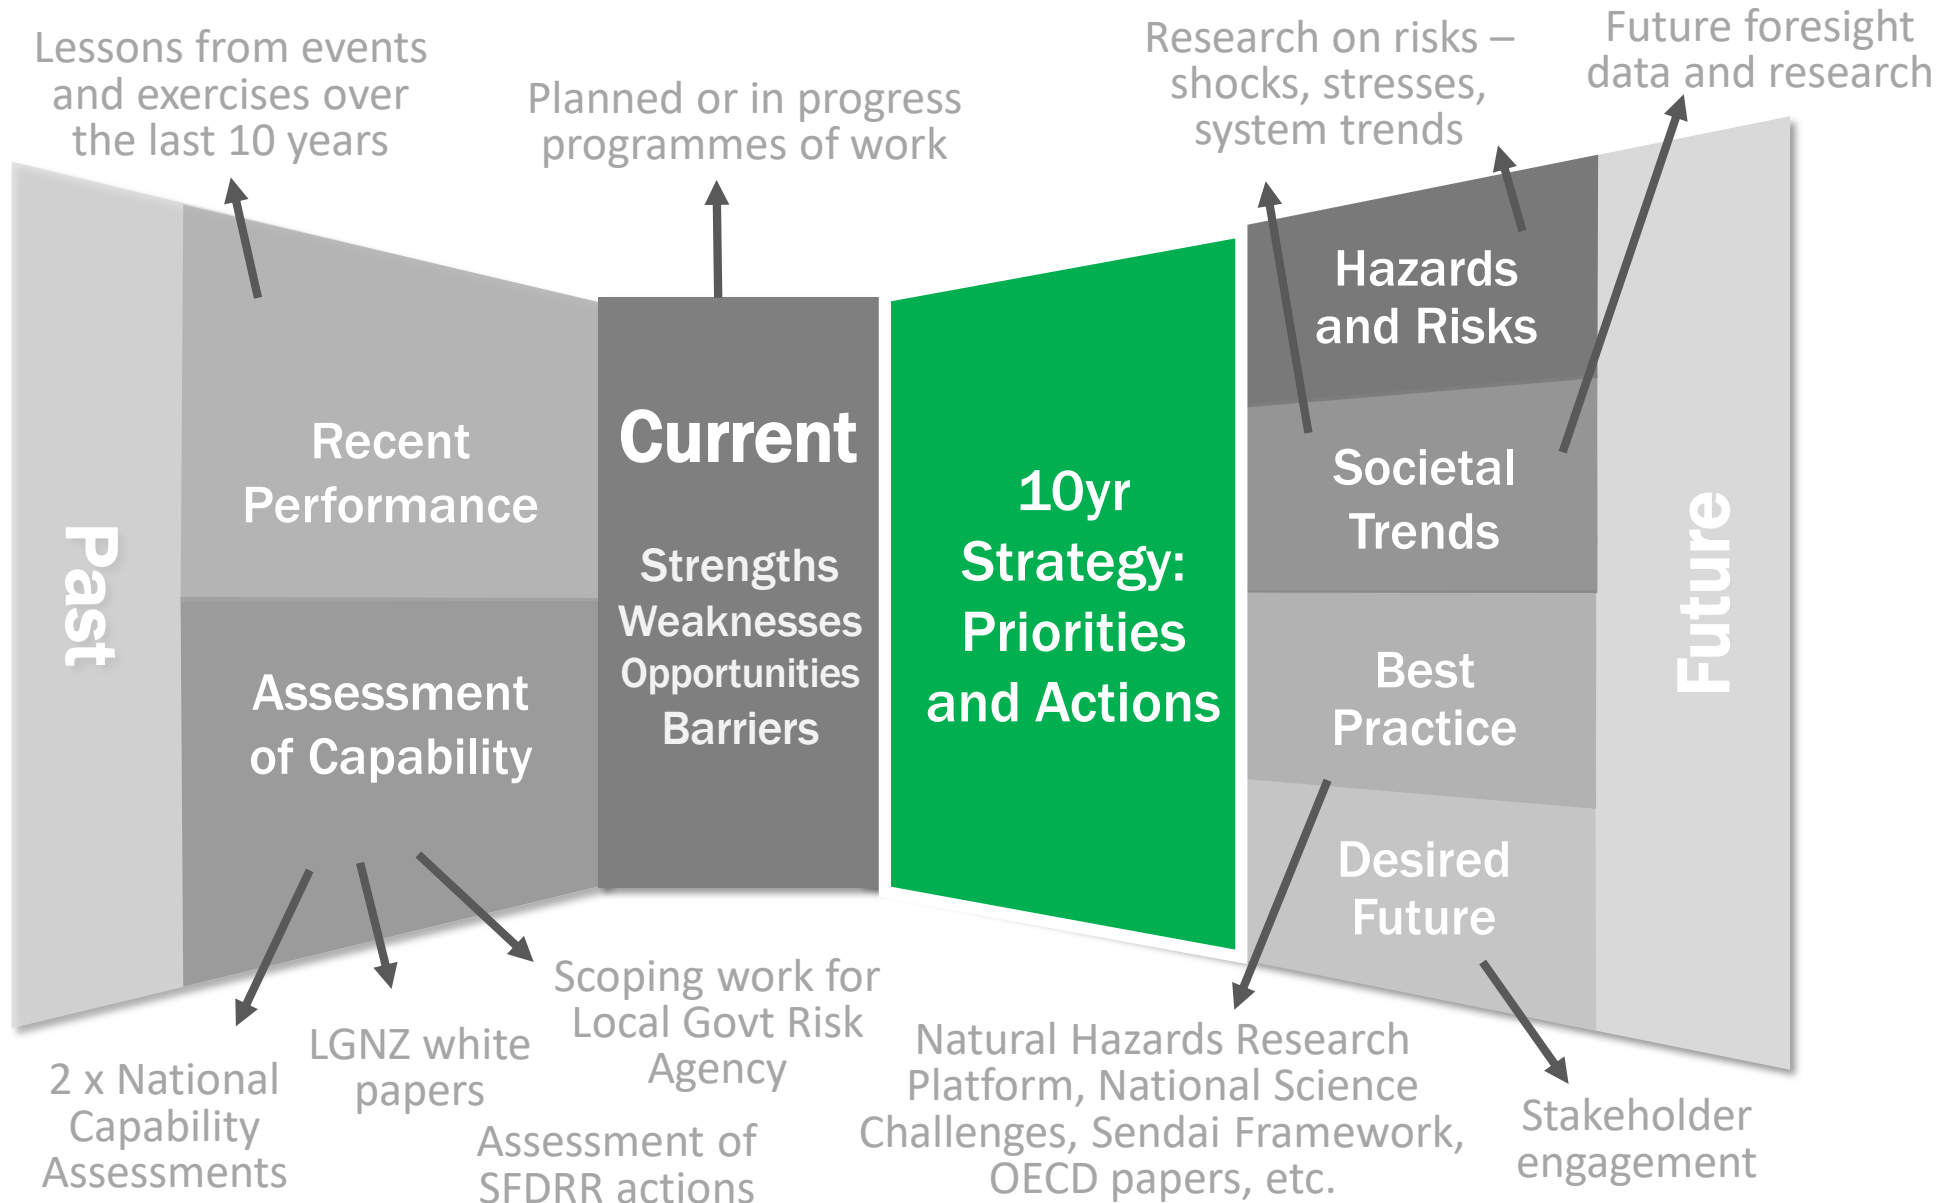 Lessons from events
and exercises over
the last 10 years
Planned or in progress
programmes of work
Research on risks –
shocks, stresses,
system trends
Future foresight
data and research
Past
Recent
Performance
Assessment
of Capability
Current
Strengths
Weaknesses
Opportunities
Barriers
10yr
Strategy:
Priorities
and Actions
Hazards
and Risks
Societal
Trends
Best
Practice
Desired
Future
Future
2 x National
Capability
Assessments
LGNZ white
papers
Scoping work for
Local Govt Risk
Agency
Assessment of
SFDRR actions
Natural Hazards Research
Platform, National Science
Challenges, Sendai Framework,
OECD papers, etc.
Stakeholder
engagement